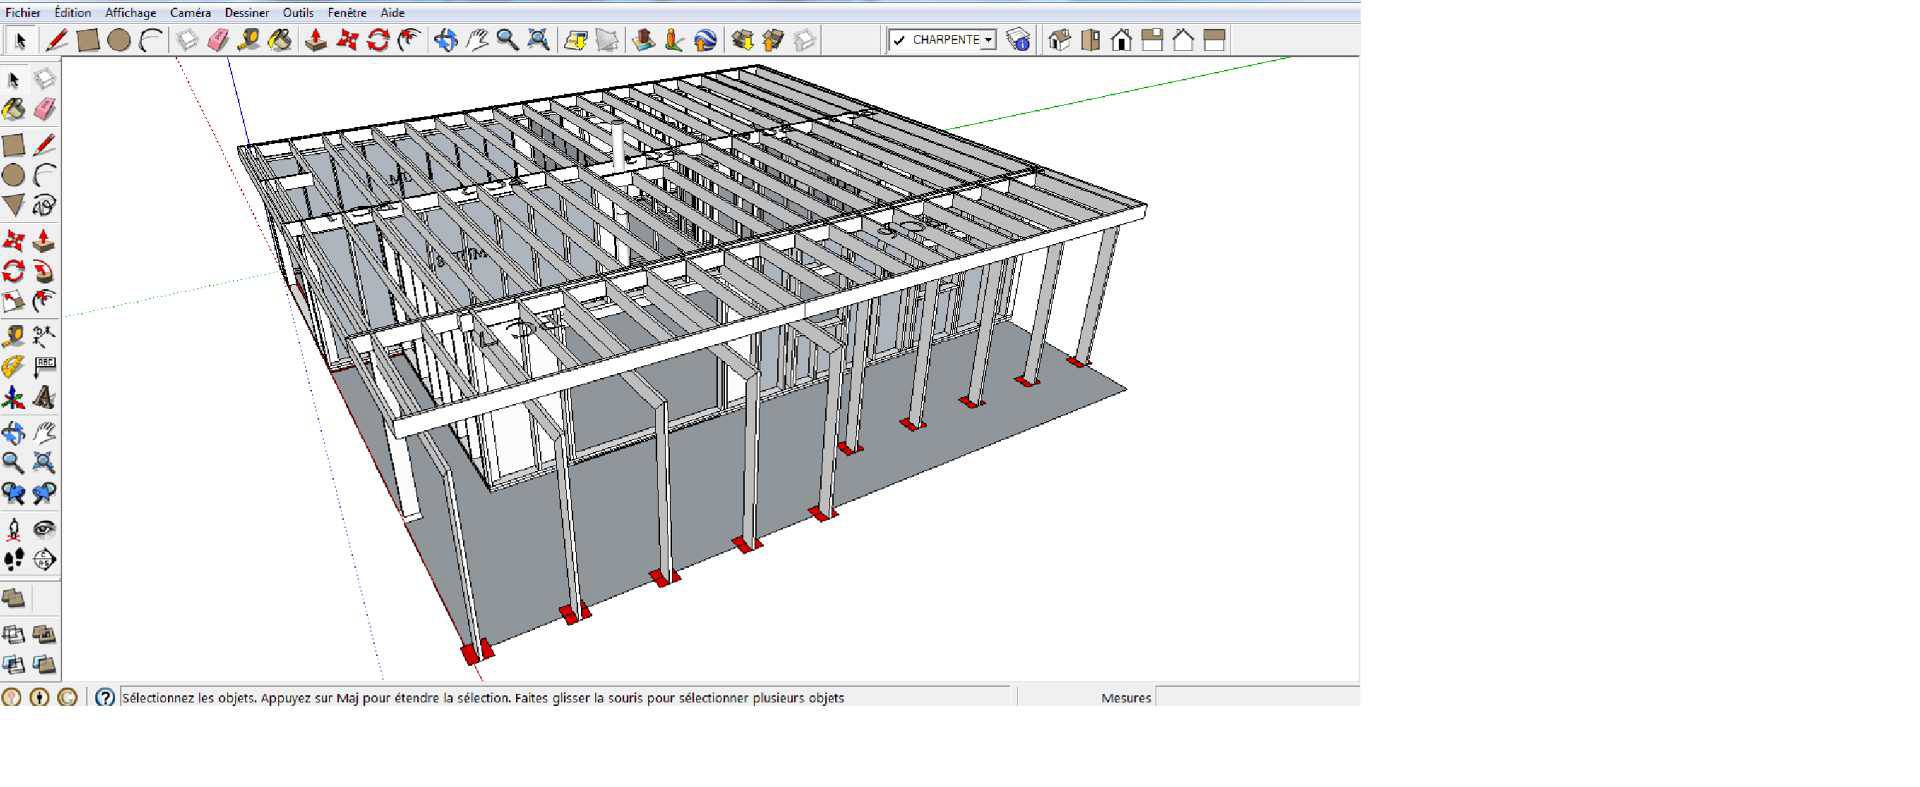 Fichier Édition Affichage Caméra Dessiner Outils Fenêtre Aide
CHARPENTE
ABC
Sélectionnez les objets. Appuyez sur Maj pour étendre la sélection. Faites glisser la souris pour sélectionner plusieurs objets
Mesures